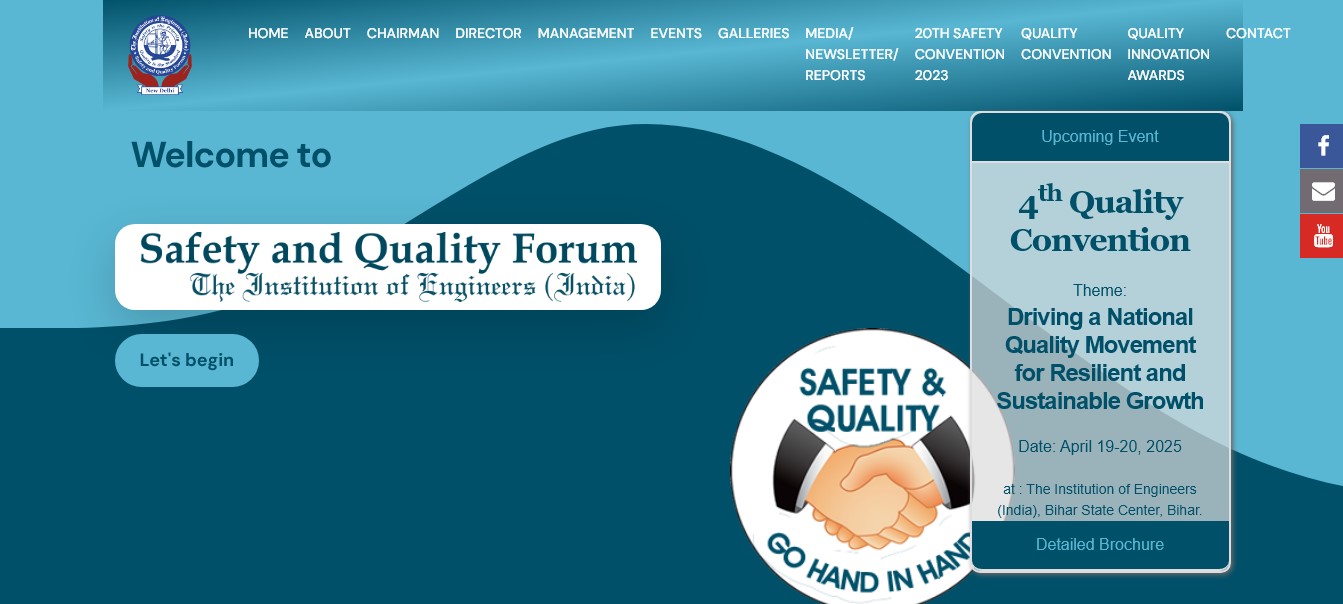 HOME ABOUT CHAIRMAN DIRECTOR MANAGEMENT EVENTS GALLERIES
MEDIA/
NEWSLETTER/
REPORTS
20TH SAFETY
CONVENTION
2023
QUALITY
CONVENTION
QUALITY
INNOVATION
AWARDS
CONTACT
New Delhi
Welcome to
Safety and Quality Forum
The Institution of Engineers (India)
Let's begin
SAFETY &
QUALITY
GO HAND IN HAND
Upcoming Event
4th Quality
Convention
Theme:
Driving a National
Quality Movement
for Resilient and
Sustainable Growth
Date: April 19-20, 2025
at : The Institution of Engineers
(India), Bihar State Center, Bihar.
Detailed Brochure
You
Tube